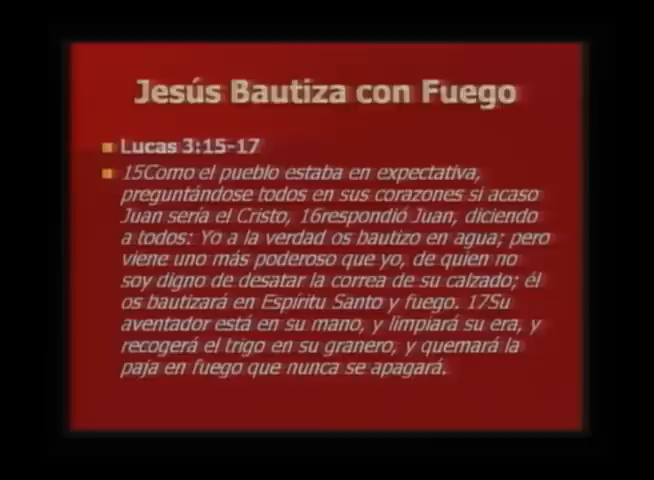 Jesús Bautiza con Fuego
Lucas 3:15-17
15Como el pueblo estaba en expectativa,
preguntándose todos en sus corazones si acaso
Juan sería el Cristo, 16respondió Juan, diciendo
a todos: Yo a la verdad os bautizo en agua; pero
viene uno más poderoso que yo, de quien no
soy digno de desatar la correa de su calzado; él
os bautizará en Espíritu Santo y fuego. 17Su
aventador está en su mano, y limpiará su era, y
recogerá el trigo en su granero, y quemará la
paja en fuego que nunca se apagará.